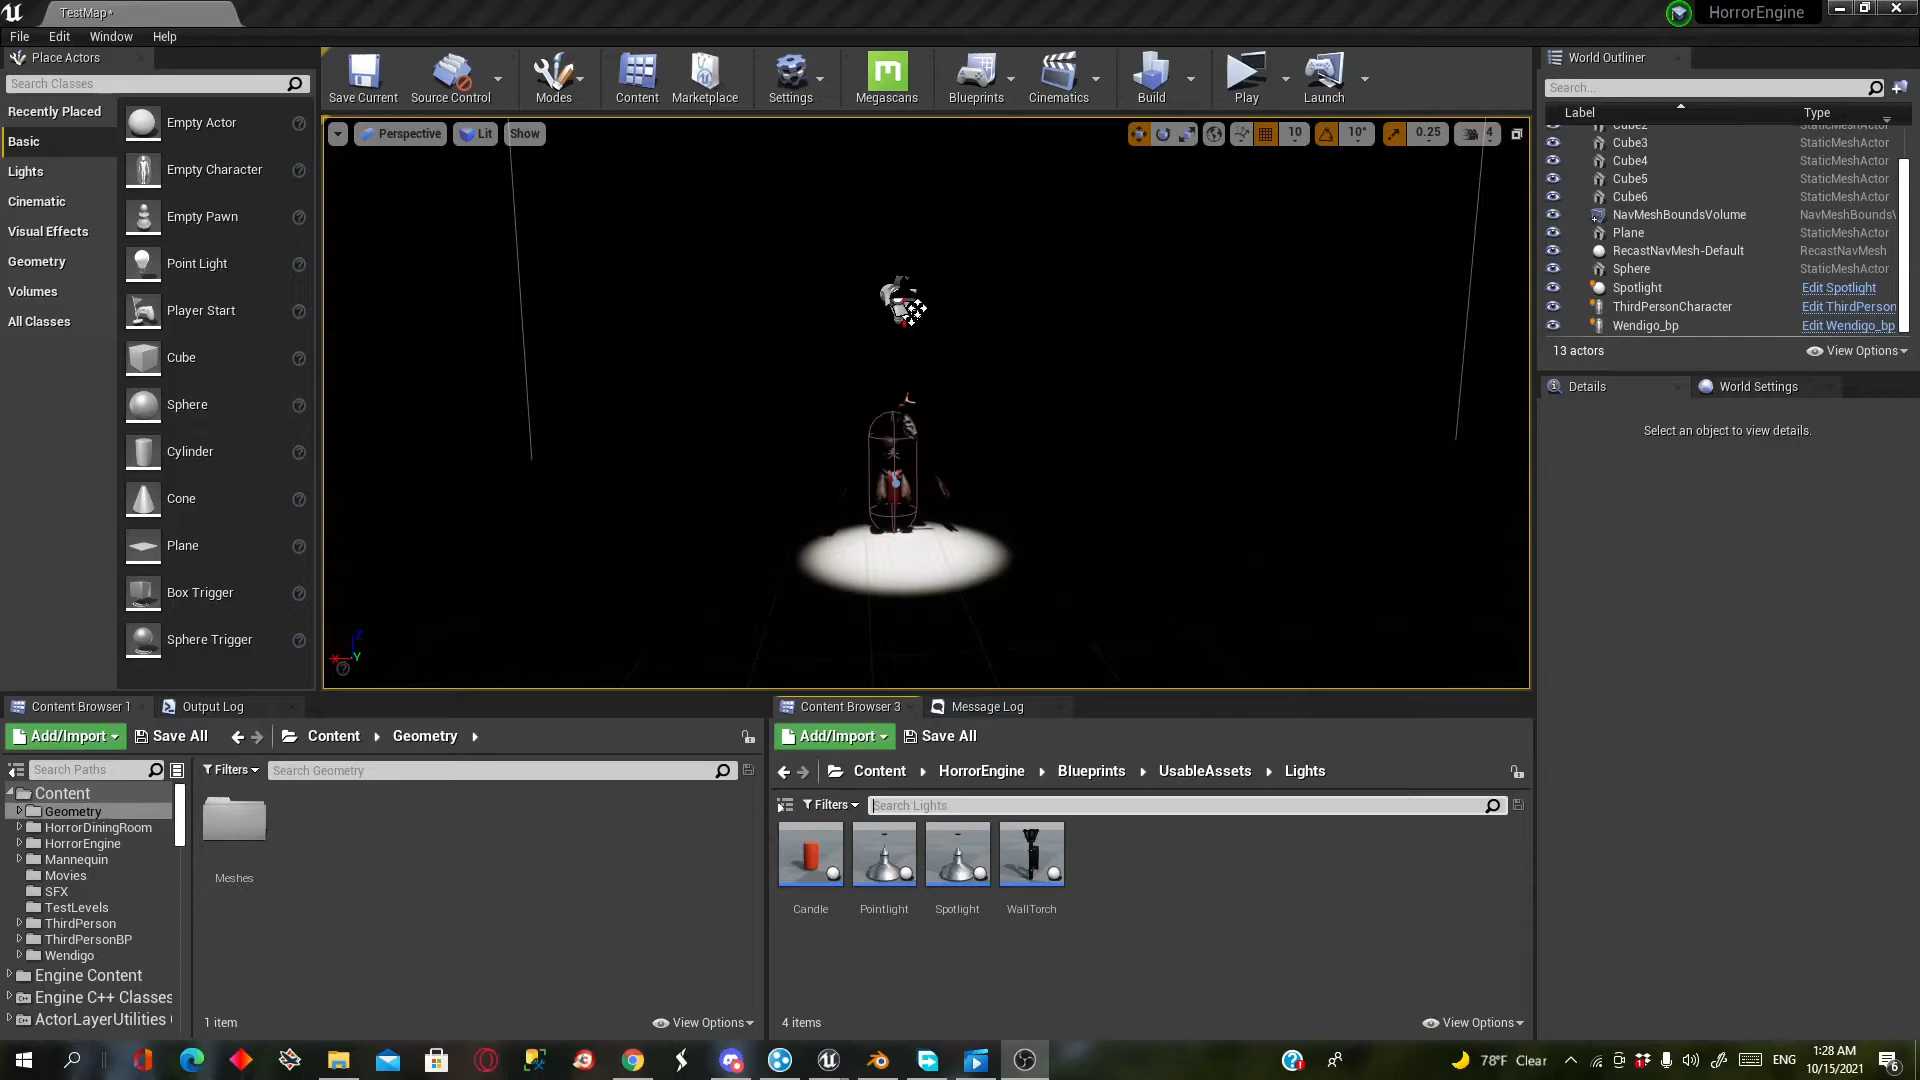 TestMap*
HorrorEngine
File Edit Window Help
Place Actors
Search Classes
Recently Placed
Basic
Lights
Cinematic
Visual Effects
Geometry
Volumes
All Classes
Empty Actor
Empty Character
Empty Pawn
Point Light
Player Start
Cube
Sphere
Cylinder
Cone
Plane
Box Trigger
Sphere Trigger
Save Current
Source Control
Modes
Content
Marketplace
Settings
Megascans
Blueprints
Cinematics
Build
Play
Launch
Perspective
Lit
Show
10
10°
0.25
4
Z
Y
World Outliner
Search...
Label Type
Cube2 StaticMeshActor
Cube3 StaticMeshActor
Cube4 StaticMeshActor
Cube5 StaticMeshActor
Cube6 StaticMeshActor
NavMeshBoundsVolume NavMeshBoundsV
Plane StaticMeshActor
RecastNavMesh-Default RecastNavMesh
Sphere StaticMeshActor
Spotlight Edit Spotlight
ThirdPersonCharacter Edit ThirdPerson
Wendigo_bp Edit Wendigo_bp
13 actors
View Options
Details
World Settings
Select an object to view details.
Content Browser 1
Output Log
Add/Import
Save All
Content
Geometry
Search Paths
Filters
Search Geometry
Content
Geometry
HorrorDiningRoom
HorrorEngine
Mannequin
Movies
SFX
TestLevels
ThirdPerson
ThirdPersonBP
Wendigo
Engine Content
Engine C++ Classes
ActorLayerUtilities
Meshes
1 item
View Options
Content Browser 3
Message Log
Add/Import
Save All
Content
HorrorEngine
Blueprints
UsableAssets
Lights
Filters
Search Lights
Candle
Pointlight
Spotlight
WallTorch
4 items
View Options
78°F Clear
ENG
1:28 AM
10/15/2021
6